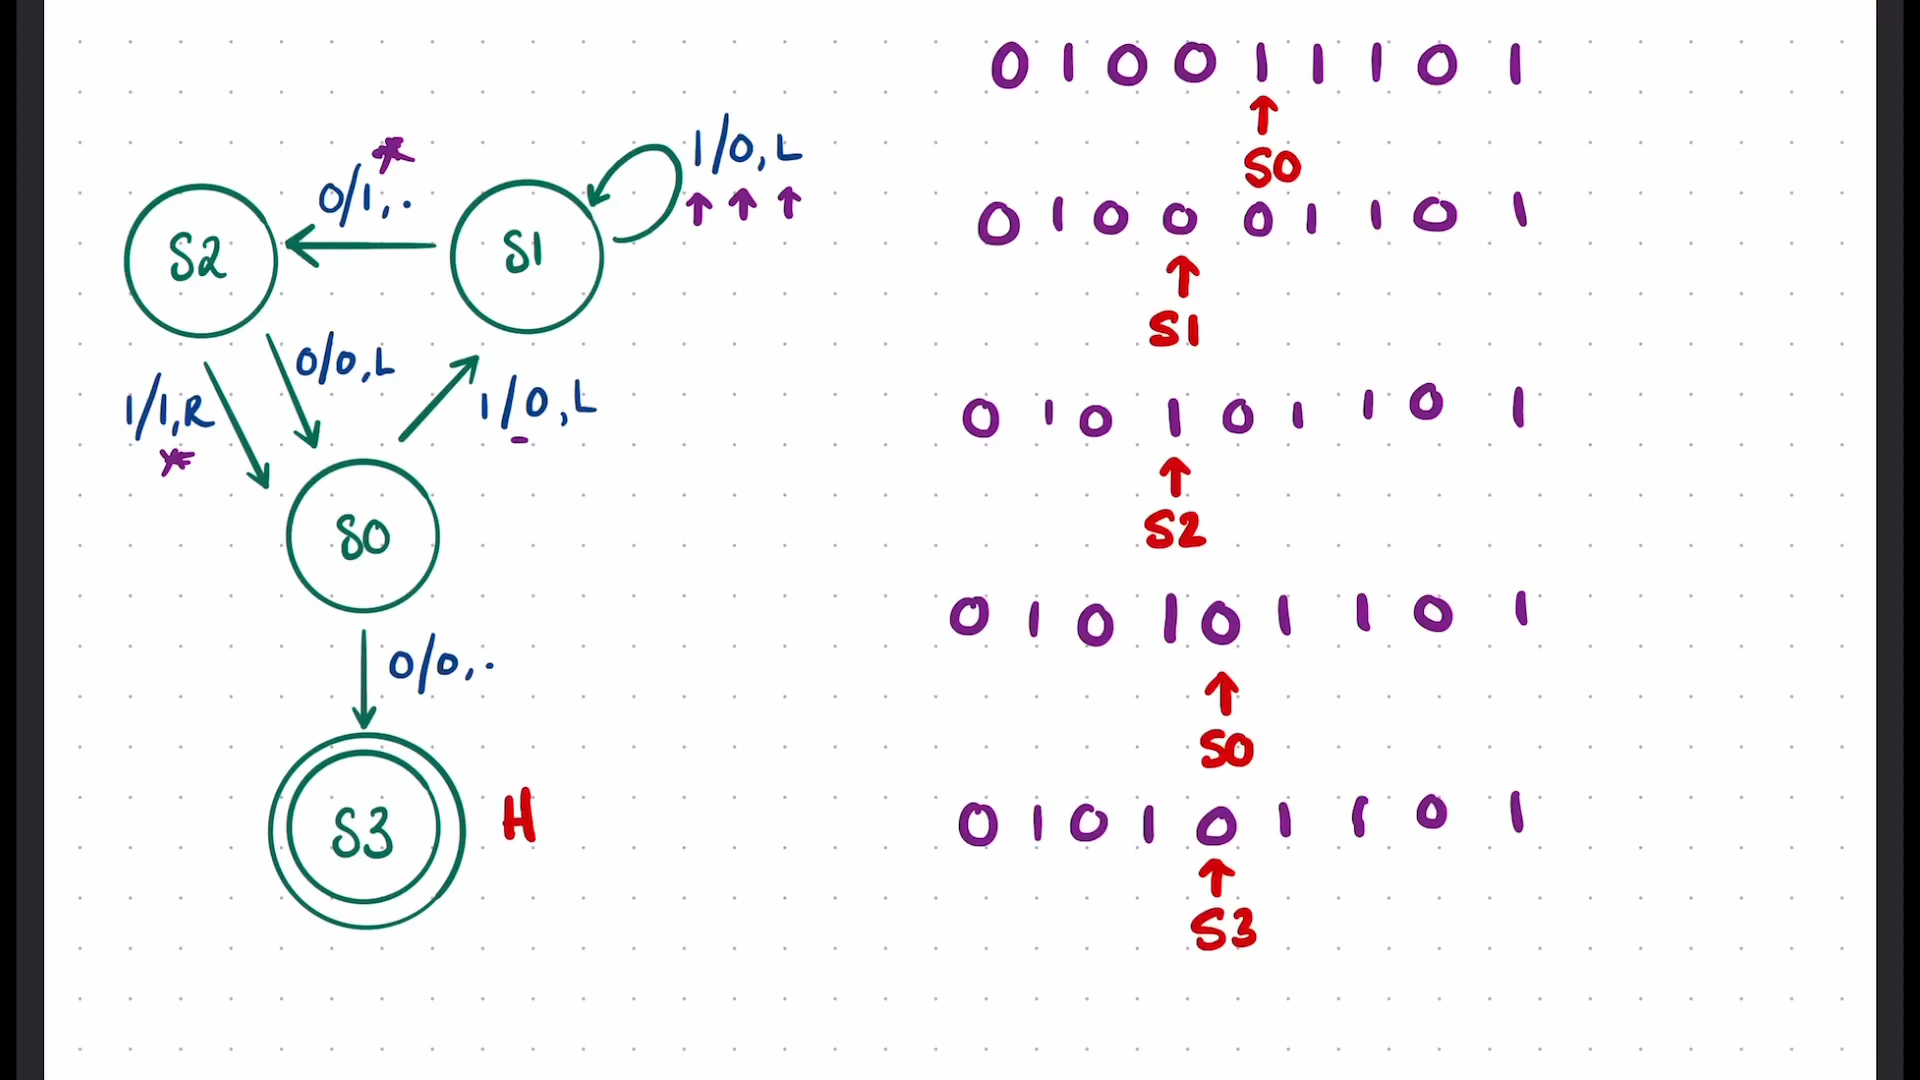 0 1 0 0 1 1 1 0 1
S0
0 1 0 0 0 1 1 0 1
S1
0 1 0 1 0 1 1 0 1
S2
0 1 0 1 0 1 1 0 1
S0
0 1 0 1 0 1 1 0 1
S3
1/0, L
0/1, .
S2
S1
0/0, L
1/1, R
1/0, L
S0
0/0, .
S3
H